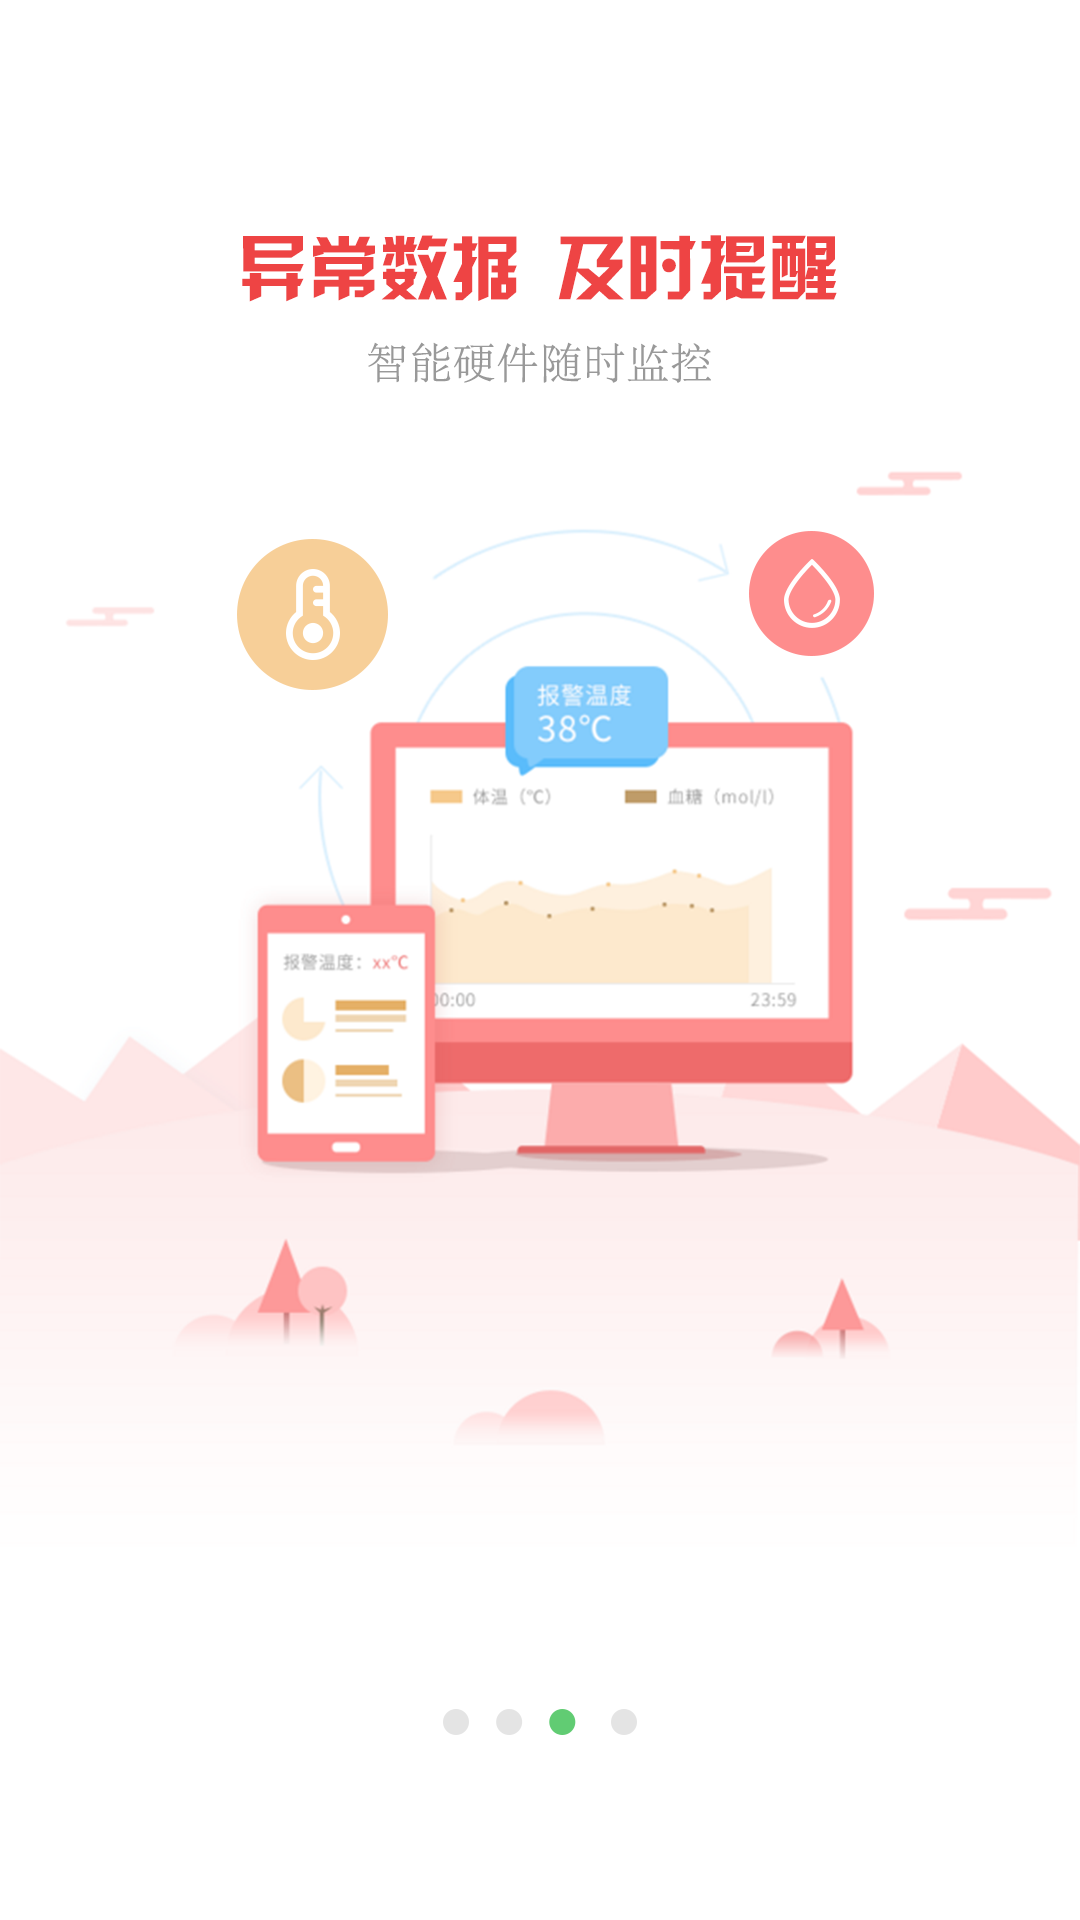 异常数据 及时提醒
智能硬件随时监控
报警温度
38℃
体温（℃） 血糖（mol/l）
报警温度：xx℃
00:00 23:59